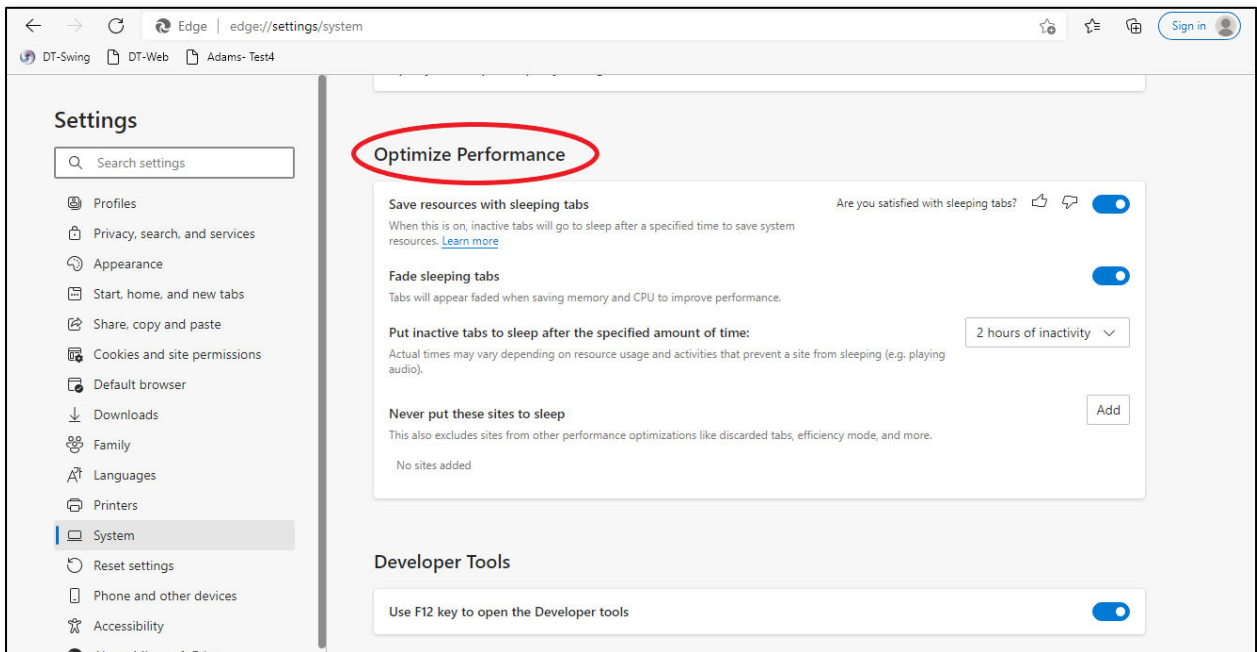 Edge | edge://settings/system
Sign in
DT-Swing DT-Web Adams- Test4
Settings
Search settings
Profiles
Privacy, search, and services
Appearance
Start, home, and new tabs
Share, copy and paste
Cookies and site permissions
Default browser
Downloads
Family
Languages
Printers
System
Reset settings
Phone and other devices
Accessibility
Optimize Performance
Save resources with sleeping tabs
Are you satisfied with sleeping tabs?
When this is on, inactive tabs will go to sleep after a specified time to save system
resources. Learn more
Fade sleeping tabs
Tabs will appear faded when saving memory and CPU to improve performance.
Put inactive tabs to sleep after the specified amount of time:
2 hours of inactivity
Actual times may vary depending on resource usage and activities that prevent a site from sleeping (e.g. playing
audio).
Never put these sites to sleep
Add
This also excludes sites from other performance optimizations like discarded tabs, efficiency mode, and more.
No sites added
Developer Tools
Use F12 key to open the Developer tools